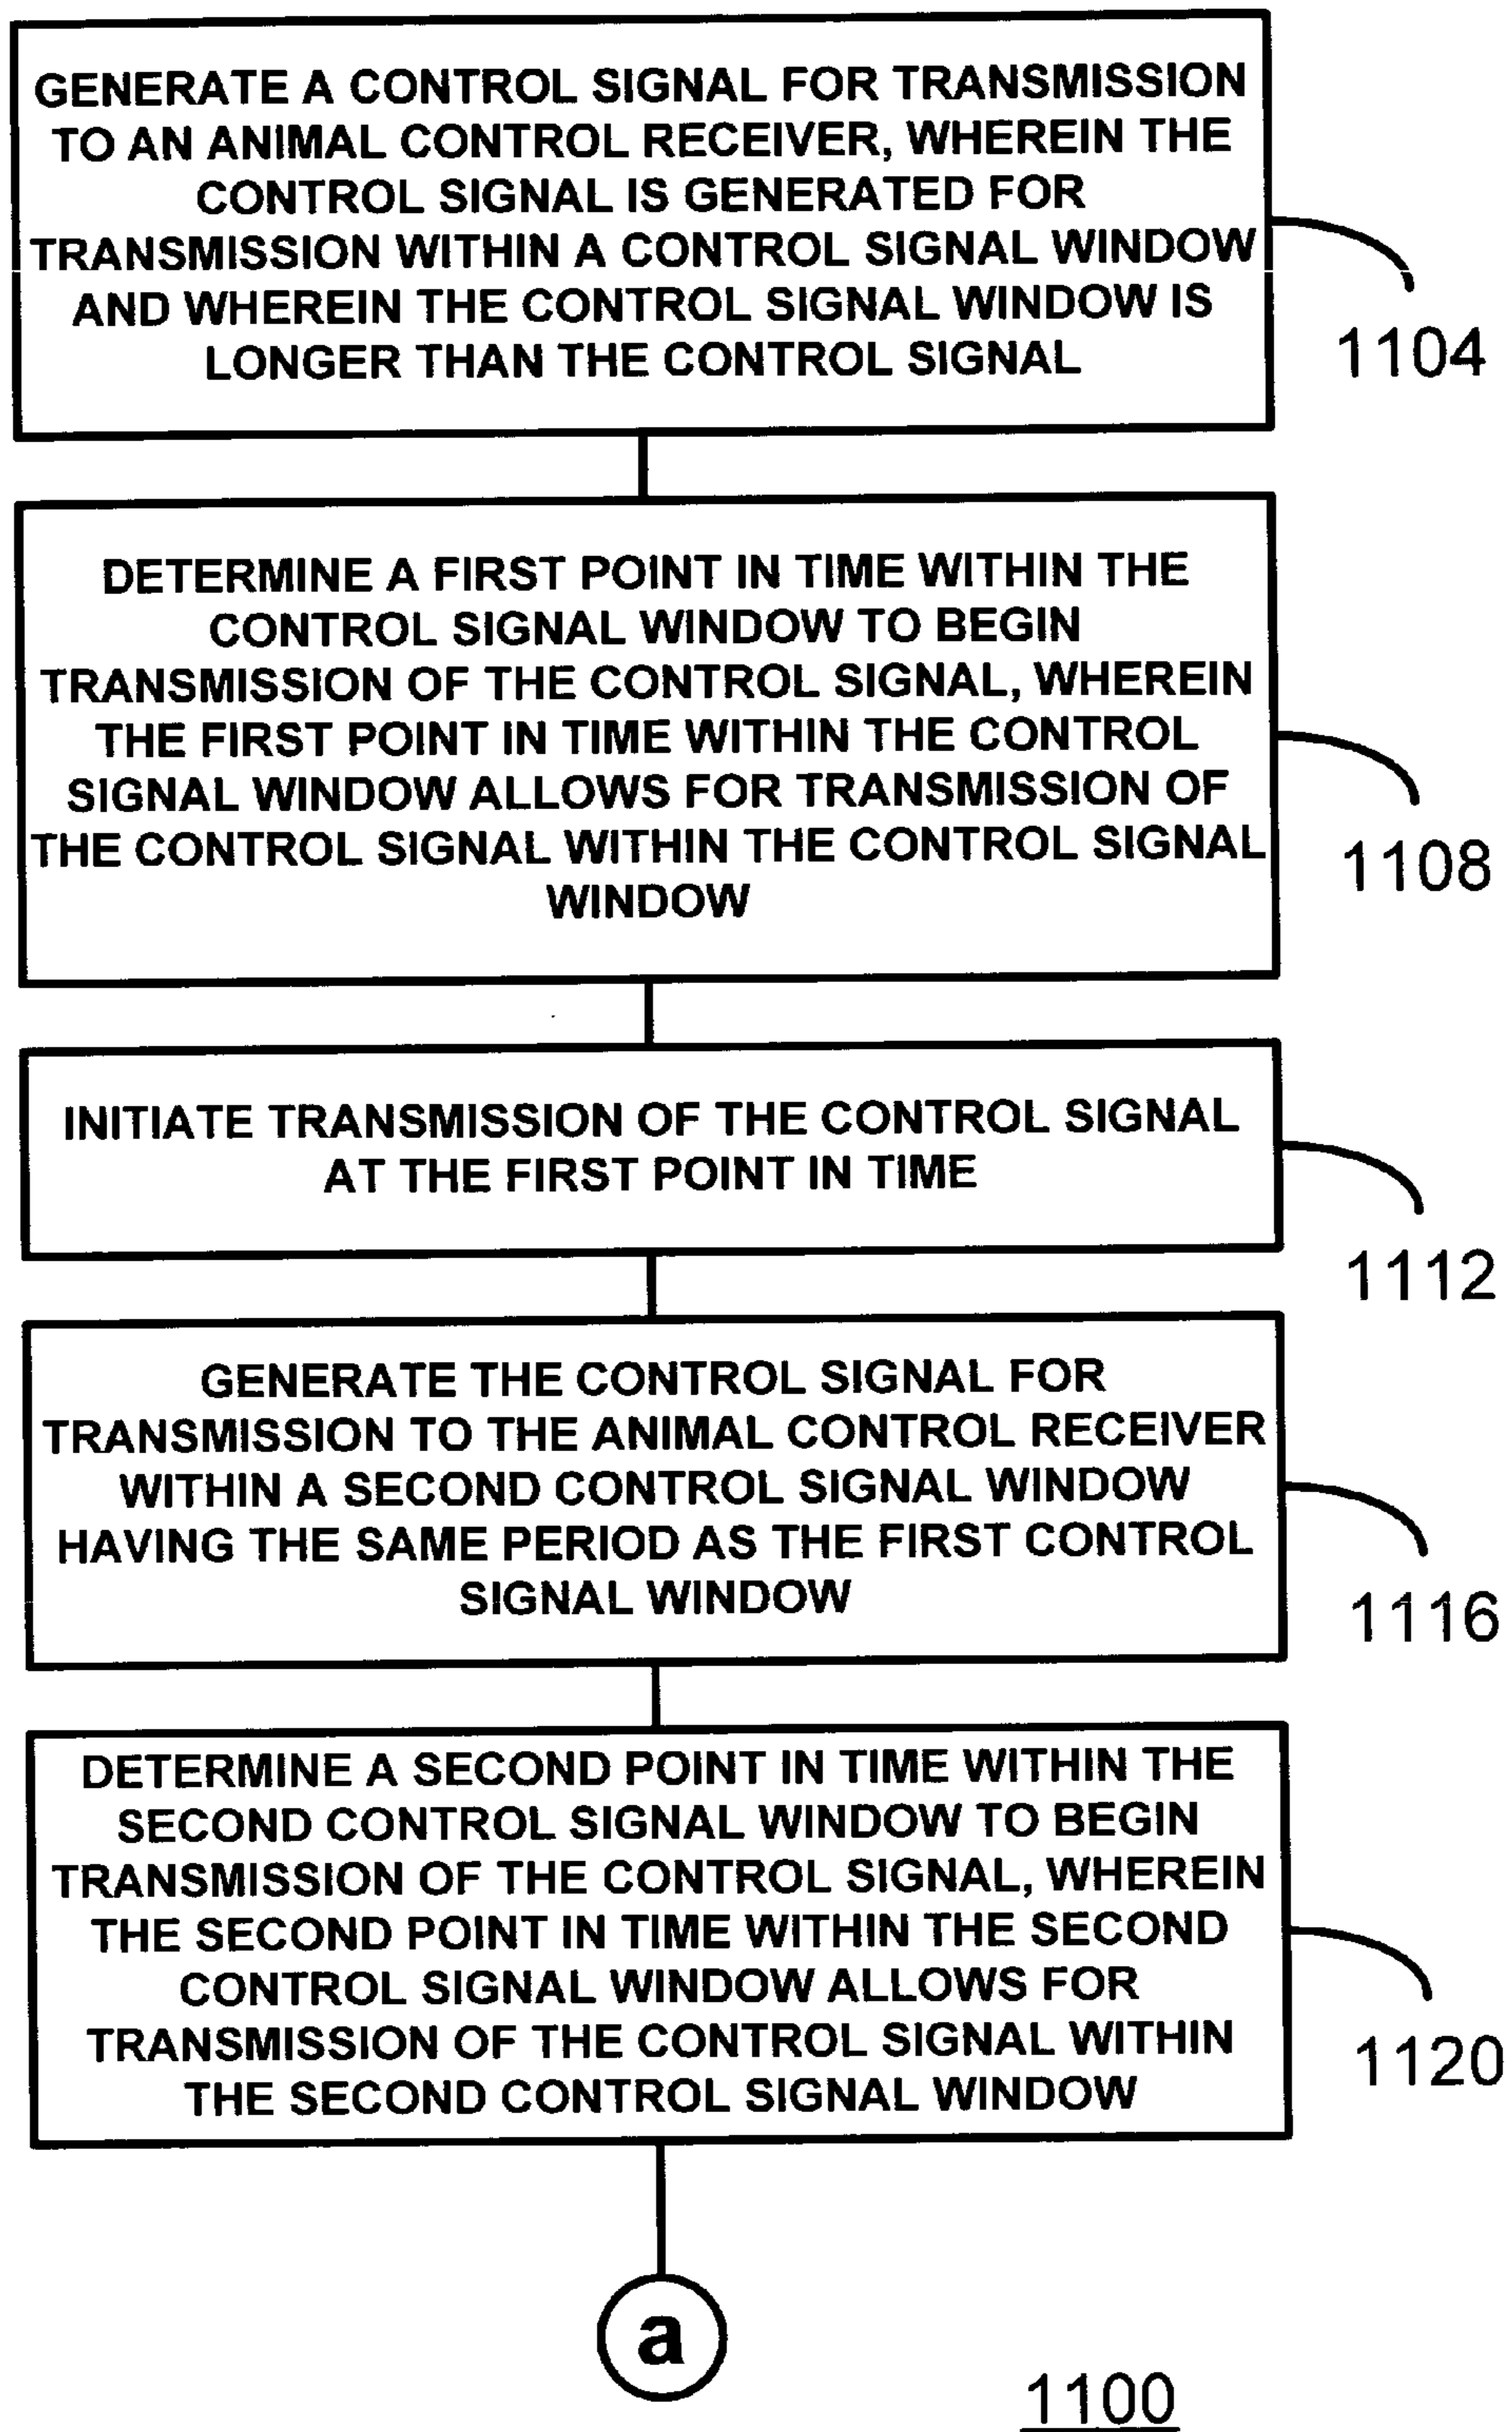 GENERATE A CONTROL SIGNAL FOR TRANSMISSION
TO AN ANIMAL CONTROL RECEIVER, WHEREIN THE
CONTROL SIGNAL IS GENERATED FOR
TRANSMISSION WITHIN A CONTROL SIGNAL WINDOW
AND WHEREIN THE CONTROL SIGNAL WINDOW IS
LONGER THAN THE CONTROL SIGNAL
1104
DETERMINE A FIRST POINT IN TIME WITHIN THE
CONTROL SIGNAL WINDOW TO BEGIN
TRANSMISSION OF THE CONTROL SIGNAL, WHEREIN
THE FIRST POINT IN TIME WITHIN THE CONTROL
SIGNAL WINDOW ALLOWS FOR TRANSMISSION OF
THE CONTROL SIGNAL WITHIN THE CONTROL SIGNAL
WINDOW
1108
INITIATE TRANSMISSION OF THE CONTROL SIGNAL
AT THE FIRST POINT IN TIME
1112
GENERATE THE CONTROL SIGNAL FOR
TRANSMISSION TO THE ANIMAL CONTROL RECEIVER
WITHIN A SECOND CONTROL SIGNAL WINDOW
HAVING THE SAME PERIOD AS THE FIRST CONTROL
SIGNAL WINDOW
1116
DETERMINE A SECOND POINT IN TIME WITHIN THE
SECOND CONTROL SIGNAL WINDOW TO BEGIN
TRANSMISSION OF THE CONTROL SIGNAL, WHEREIN
THE SECOND POINT IN TIME WITHIN THE SECOND
CONTROL SIGNAL WINDOW ALLOWS FOR
TRANSMISSION OF THE CONTROL SIGNAL WITHIN
THE SECOND CONTROL SIGNAL WINDOW
1120
a
1100